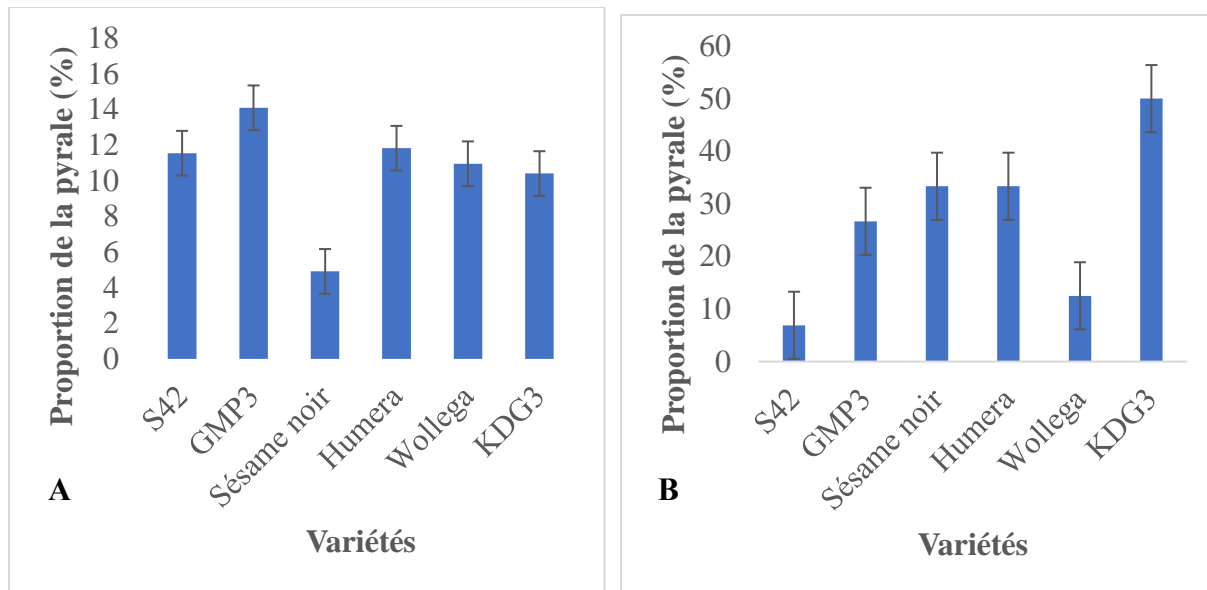 Proportion de la pyrale (%)
18
16
14
12
10
8
6
4
2
0
S42
GMP3
Sésame noir
Humera
Wollega
KDG3
A
Variétés
Proportion de la pyrale (%)
60
50
40
30
20
10
0
S42
GMP3
Sésame noir
Humera
Wollega
KDG3
B
Variétés